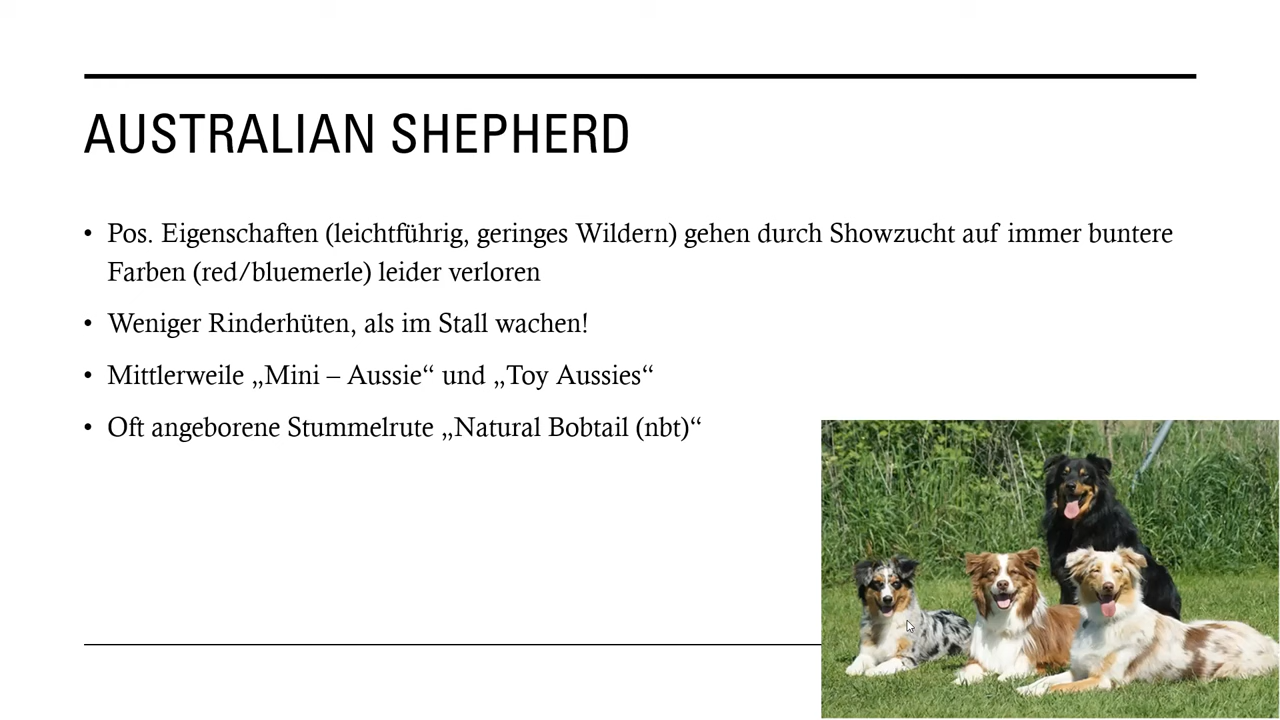 AUSTRALIAN SHEPHERD
• Pos. Eigenschaften (leichtführig, geringes Wildern) gehen durch Showzucht auf immer buntere
Farben (red/bluemerle) leider verloren
• Weniger Rinderhüten, als im Stall wachen!
• Mittlerweile „Mini – Aussie“ und „Toy Aussies“
• Oft angeborene Stummelrute „Natural Bobtail (nbt)“